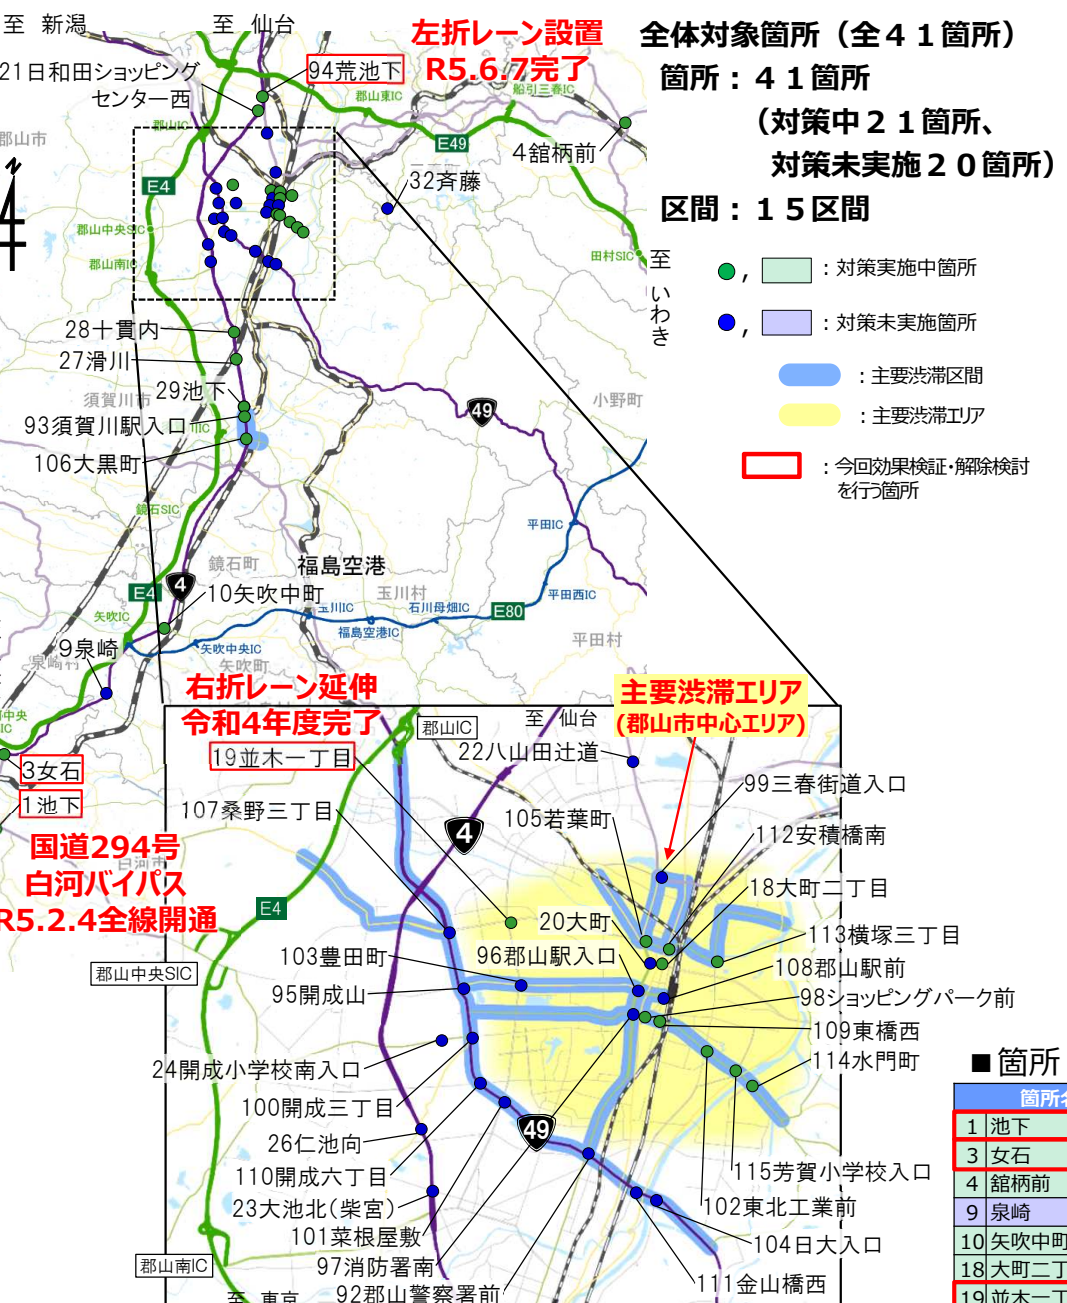 至 新潟
至 仙台
左折レーン設置
R5.6.7完了
21日和田ショッピング
センター西
94荒池下
郡山東IC
船引三春IC
郡山IC
郡山市
E49
4舘柄前
E4
32斉藤
郡山中央SIC
郡山南IC
田村SIC
至 いわき
全体対象箇所（全４１箇所）
箇所：４１箇所
（対策中２１箇所、
対策未実施２０箇所）
区間：１５区間
，　：対策実施中箇所
，　：対策未実施箇所
：主要渋滞区間
：主要渋滞エリア
：今回効果検証・解除検討
を行う箇所
28十貫内
27滑川
29池下
須賀川市
93須賀川駅入口
106大黒町
49
小野町
鏡石SIC
平田IC
鏡石町
福島空港
4
E4
10矢吹中町
玉川村
平田西IC
矢吹IC
玉川IC
石川母畑IC
E80
福島空港IC
9泉崎
泉崎村
矢吹中央IC
矢吹町
平田村
右折レーン延伸
令和4年度完了
19並木一丁目
3女石
1池下
国道294号
白河バイパス
R5.2.4全線開通
白河市
主要渋滞エリア
(郡山市中心エリア)
郡山IC
至 仙台
22八山田辻道
99三春街道入口
107桑野三丁目
4
105若葉町
112安積橋南
18大町二丁目
E4
20大町
113横塚三丁目
103豊田町
96郡山駅入口
108郡山駅前
郡山中央SIC
95開成山
98ショッピングパーク前
109東橋西
24開成小学校南入口
114水門町
100開成三丁目
26仁池向
49
110開成六丁目
115芳賀小学校入口
23大池北(柴宮)
102東北工業前
101菜根屋敷
104日大入口
97消防署南
郡山南IC
111金山橋西
至 東京
92郡山警察署前
■箇所
箇所名
1 池下
3 女石
4 舘柄前
9 泉崎
10 矢吹中町
18 大町二丁
19 並木一丁